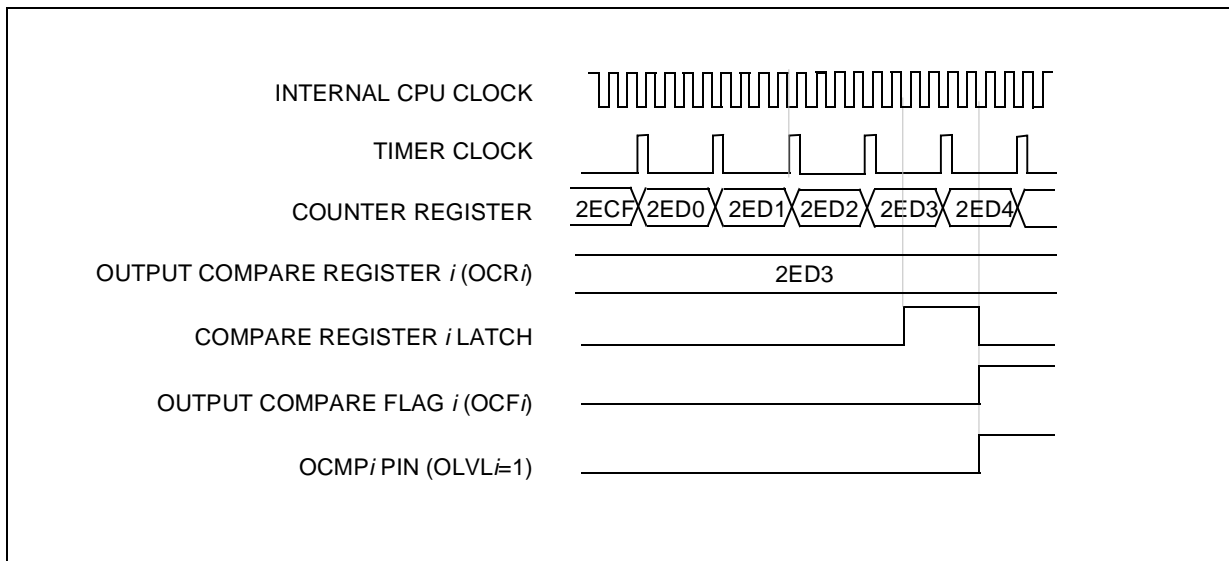 INTERNAL CPU CLOCK
TIMER CLOCK
COUNTER REGISTER
2ECF 2ED0 2ED1 2ED2 2ED3 2ED4
OUTPUT COMPARE REGISTER i (OCRi)
2ED3
COMPARE REGISTER i LATCH
OUTPUT COMPARE FLAG i (OCFi)
OCMPi PIN (OLVLi=1)